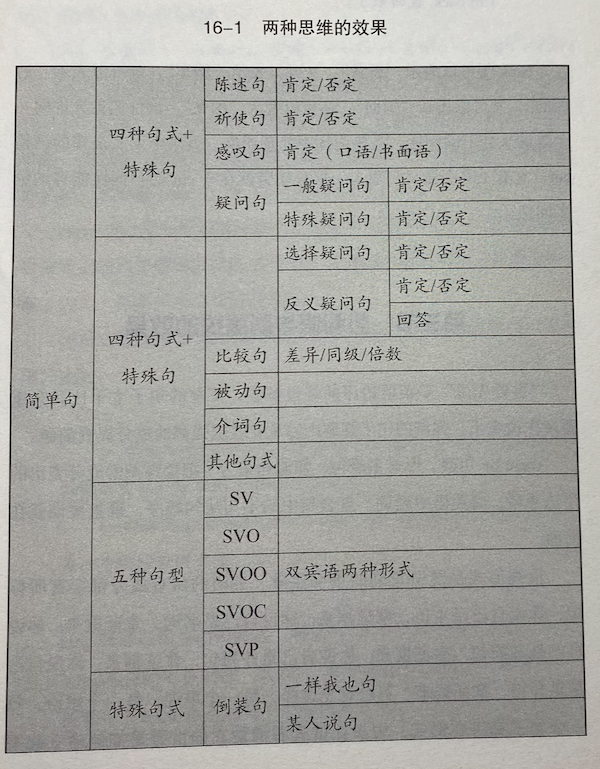 16-1 两种思维的效果
简单句
四种句式+
特殊句
陈述句 肯定/否定
祈使句 肯定/否定
感叹句 肯定（口语/书面语）
疑问句
一般疑问句 肯定/否定
特殊疑问句 肯定/否定
四种句式+
特殊句
选择疑问句 肯定/否定
反义疑问句
肯定/否定
回答
比较句 差异/同级/倍数
被动句
介词句
其他句式
五种句型
SV
SVO
SVOO 双宾语两种形式
SVOC
SVP
特殊句式
倒装句
一样我也句
某人说句